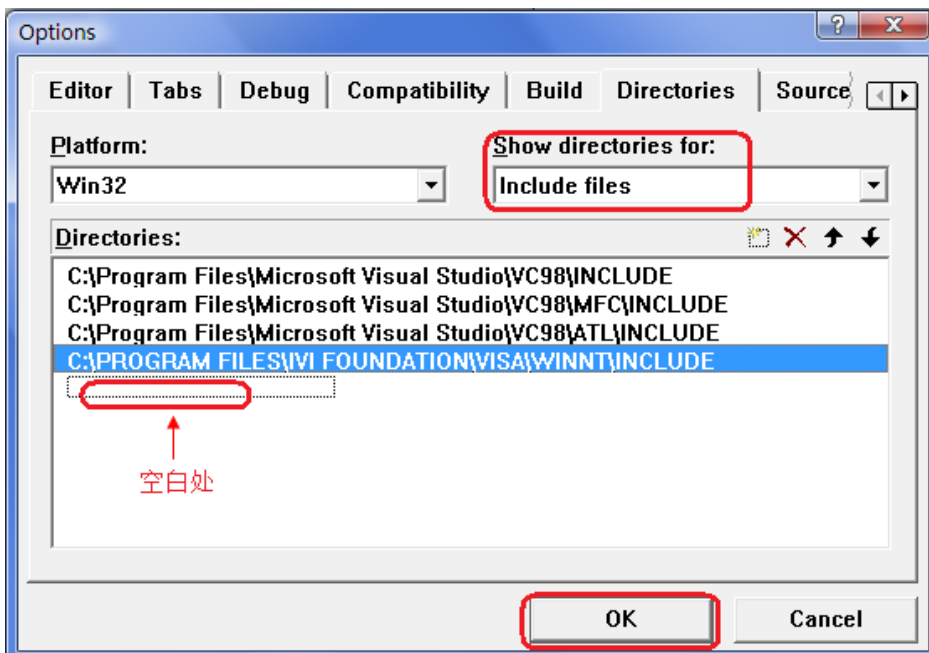 Options
Editor Tabs Debug Compatibility Build Directories Source
Platform: Show directories for:
Win32 Include files
Directories:
C:\Program Files\Microsoft Visual Studio\VC98\INCLUDE
C:\Program Files\Microsoft Visual Studio\VC98\MFC\INCLUDE
C:\Program Files\Microsoft Visual Studio\VC98\ATL\INCLUDE
C:\PROGRAM FILES\IVI FOUNDATION\VISA\WINNT\INCLUDE
空白处
OK Cancel